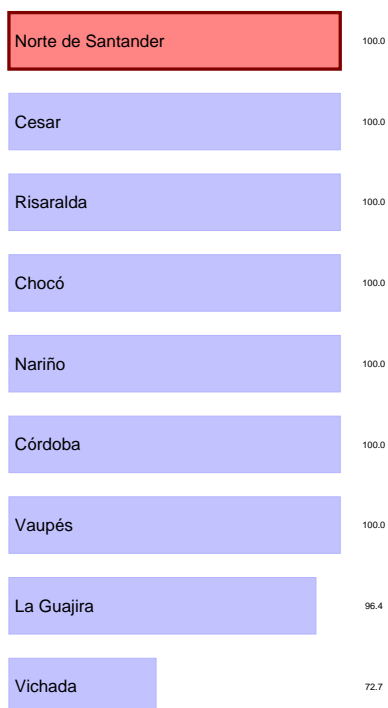 Norte de Santander 100.0
Cesar 100.0
Risaralda 100.0
Chocó 100.0
Nariño 100.0
Córdoba 100.0
Vaupés 100.0
La Guajira 96.4
Vichada 72.7